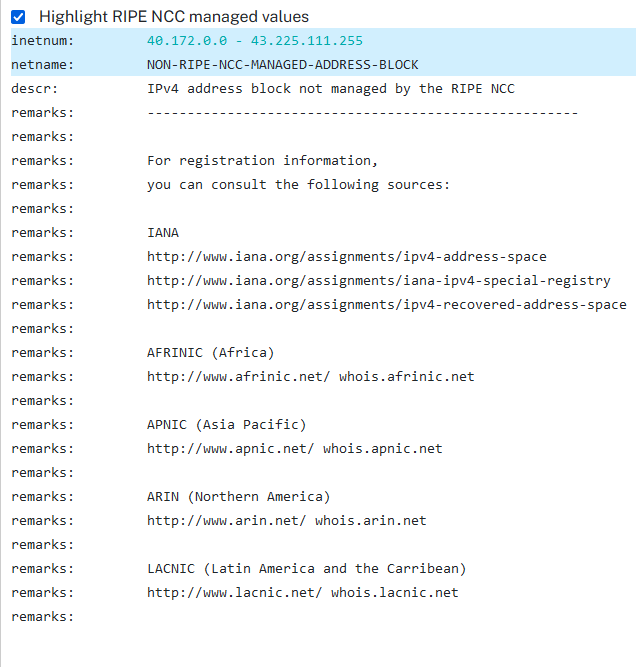 Highlight RIPE NCC managed values
inetnum: 40.172.0.0 - 43.225.111.255
netname: NON-RIPE-NCC-MANAGED-ADDRESS-BLOCK
descr: IPv4 address block not managed by the RIPE NCC
remarks: ------------------------------------------------------
remarks:
remarks: For registration information,
remarks: you can consult the following sources:
remarks:
remarks: IANA
remarks: http://www.iana.org/assignments/ipv4-address-space
remarks: http://www.iana.org/assignments/iana-ipv4-special-registry
remarks: http://www.iana.org/assignments/ipv4-recovered-address-space
remarks:
remarks: AFRINIC (Africa)
remarks: http://www.afrinic.net/ whois.afrinic.net
remarks:
remarks: APNIC (Asia Pacific)
remarks: http://www.apnic.net/ whois.apnic.net
remarks:
remarks: ARIN (Northern America)
remarks: http://www.arin.net/ whois.arin.net
remarks:
remarks: LACNIC (Latin America and the Carribean)
remarks: http://www.lacnic.net/ whois.lacnic.net
remarks: